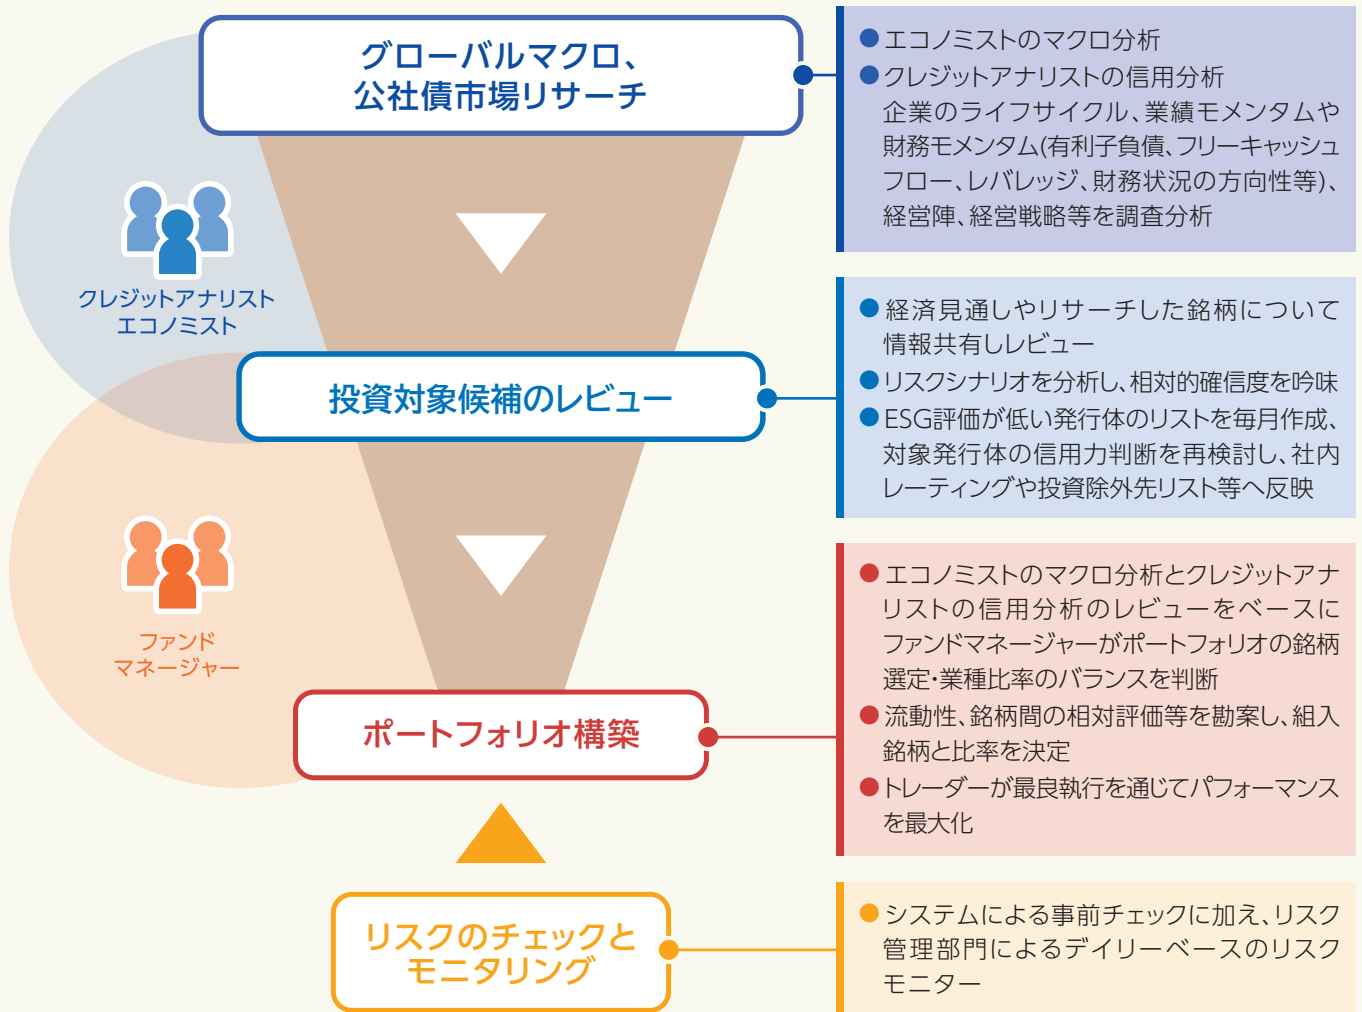 グローバルマクロ、
公社債市場リサーチ
●エコノミストのマクロ分析
●クレジットアナリストの信用分析
企業のライフサイクル、業績モメンタムや
財務モメンタム(有利子負債、フリーキャッシュ
フロー、レバレッジ、財務状況の方向性等)、
経営陣、経営戦略等を調査分析
クレジットアナリスト
エコノミスト
投資対象候補のレビュー
●経済見通しやリサーチした銘柄について
情報共有しレビュー
●リスクシナリオを分析し、相対的確信度を吟味
●ESG評価が低い発行体のリストを毎月作成、
対象発行体の信用力判断を再検討し、社内
レーティングや投資除外先リスト等へ反映
ファンド
マネージャー
ポートフォリオ構築
●エコノミストのマクロ分析とクレジットアナ
リストの信用分析のレビューをベースに
ファンドマネージャーがポートフォリオの銘柄
選定・業種比率のバランスを判断
●流動性、銘柄間の相対評価等を勘案し、組入
銘柄と比率を決定
●トレーダーが最良執行を通じてパフォーマンス
を最大化
リスクのチェックと
モニタリング
●システムによる事前チェックに加え、リスク
管理部門によるデイリーベースのリスク
モニター